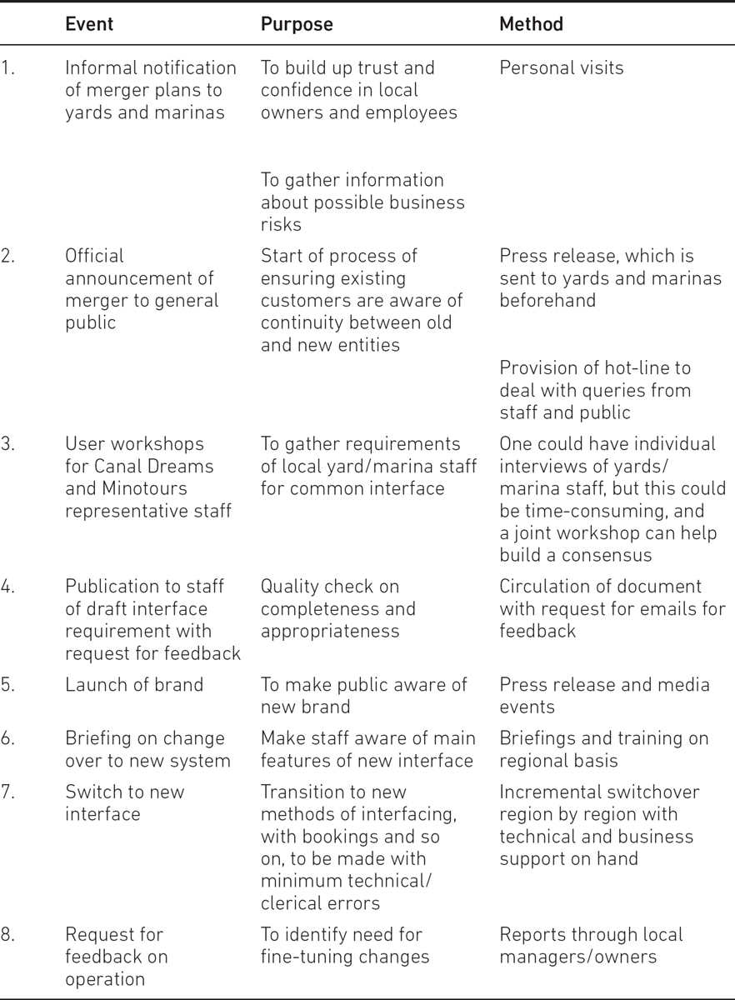 Event Purpose Method
1. Informal notification of merger plans to yards and marinas
To build up trust and confidence in local owners and employees
To gather information about possible business risks
Personal visits
2. Official announcement of merger to general public
Start of process of ensuring existing customers are aware of continuity between old and new entities
Press release, which is sent to yards and marinas beforehand
Provision of hot-line to deal with queries from staff and public
3. User workshops for Canal Dreams and Minotours representative staff
To gather requirements of local yard/marina staff for common interface
One could have individual interviews of yards/marina staff, but this could be time-consuming, and a joint workshop can help build a consensus
4. Publication to staff of draft interface requirement with request for feedback
Quality check on completeness and appropriateness
Circulation of document with request for emails for feedback
5. Launch of brand
To make public aware of new brand
Press release and media events
6. Briefing on change over to new system
Make staff aware of main features of new interface
Briefings and training on regional basis
7. Switch to new interface
Transition to new methods of interfacing, with bookings and so on, to be made with minimum technical/clerical errors
Incremental switchover region by region with technical and business support on hand
8. Request for feedback on operation
To identify need for fine-tuning changes
Reports through local managers/owners